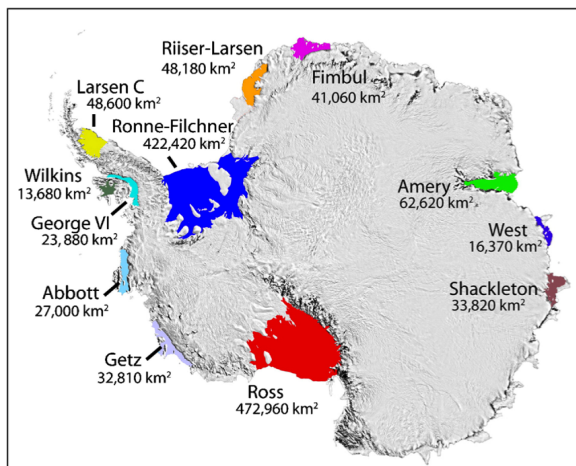 Riiser-Larsen
48,180 km²
Fimbul
41,060 km²
Larsen C
48,600 km²
Ronne-Filchner
422,420 km²
Wilkins
13,680 km²
George VI
23,880 km²
Amery
62,620 km²
West
16,370 km²
Abbott
27,000 km²
Shackleton
33,820 km²
Getz
32,810 km²
Ross
472,960 km²